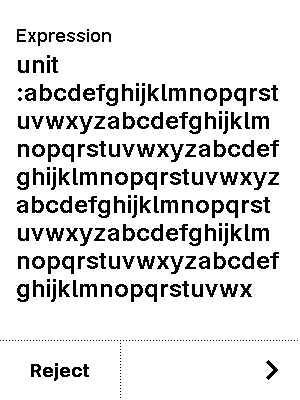 Expression
unit
:abcdefghijklmnopqrst
uvwxyzabcdefghijklm
nopqrstuvwxyzabcdef
ghijklmnopqrstuvwxyz
abcdefghijklmnopqrst
uvwxyzabcdefghijklm
nopqrstuvwxyzabcdef
ghijklmnopqrstuvwx
Reject